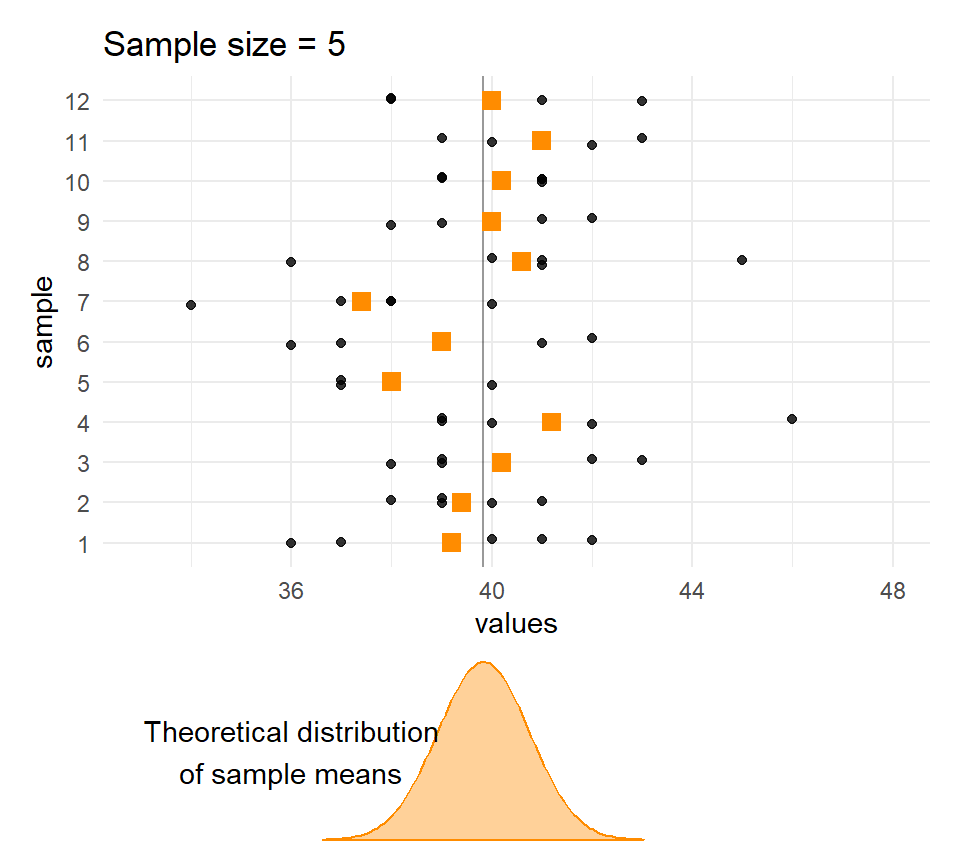 Sample size = 5
12
11
10
9
8
7
6
5
4
3
2
1
sample
36 40 44 48
values
Theoretical distribution
of sample means